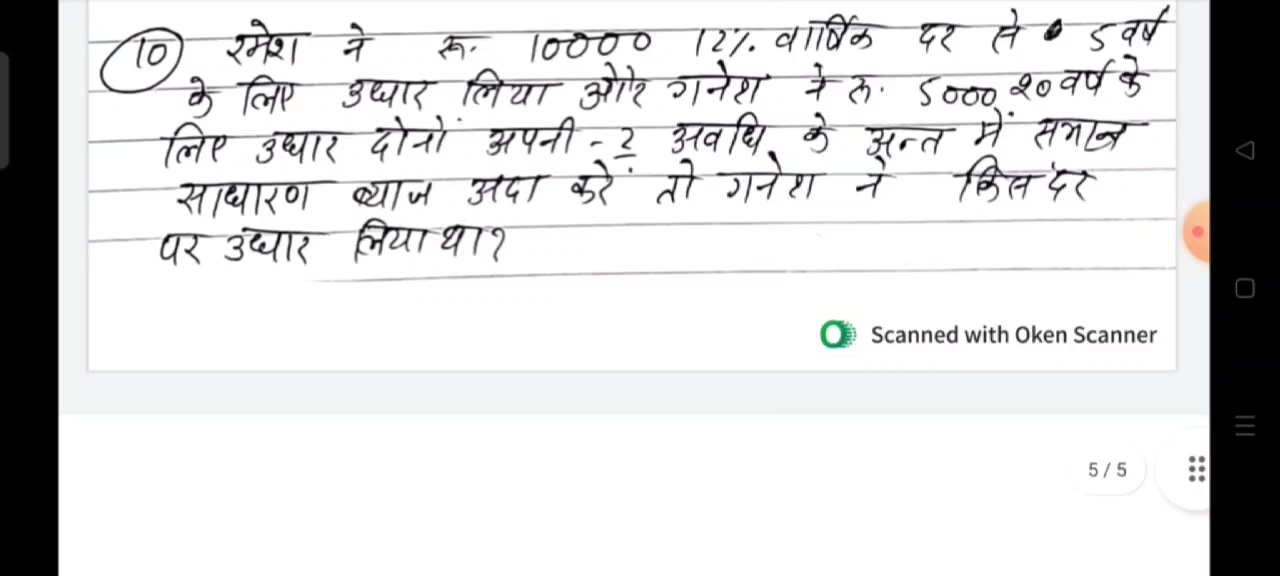 10 रमेश ने रू. 10000 12% वार्षिक दर से 5 वर्ष
के लिए उधार लिया और गनेश ने रू. 5000 20 वर्ष के
लिए उधार दोनों अपनी -2 अवधि के अन्त में समान
साधारण ब्याज अदा करें तो गनेश ने किस दर
पर उधार लिया था?
Scanned with Oken Scanner
5 / 5